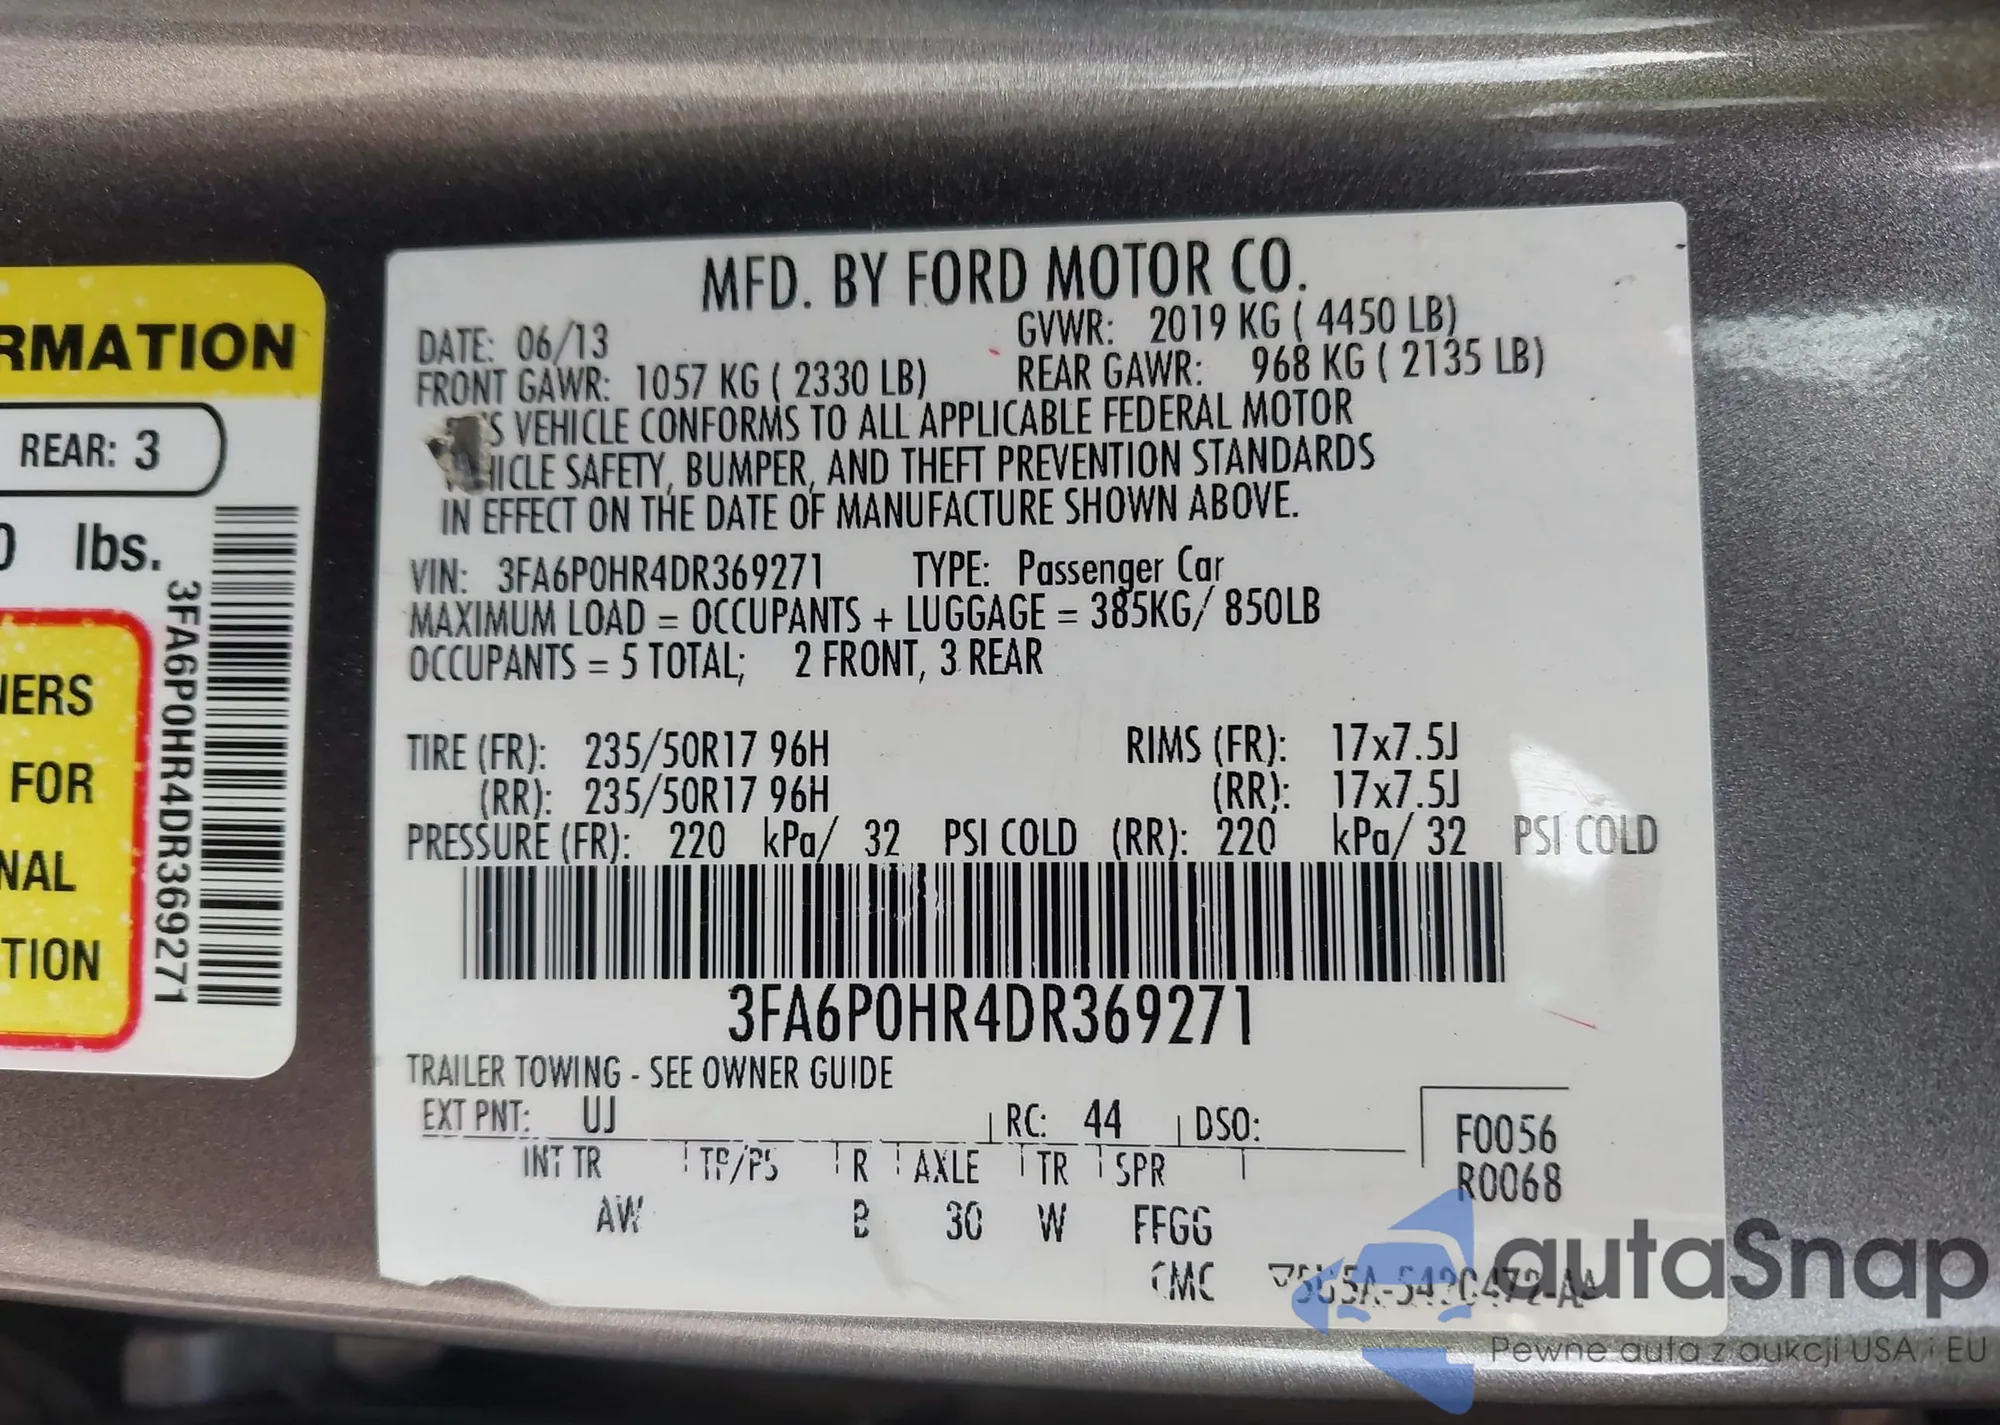 RMATION
REAR: 3
0 lbs.
NERS
FOR
NAL
TION
3FA6P0HR4DR369271
MFD. BY FORD MOTOR CO.
DATE: 06/13 GVWR: 2019 KG ( 4450 LB)
FRONT GAWR: 1057 KG ( 2330 LB) REAR GAWR: 968 KG ( 2135 LB)
S VEHICLE CONFORMS TO ALL APPLICABLE FEDERAL MOTOR
HICLE SAFETY, BUMPER, AND THEFT PREVENTION STANDARDS
IN EFFECT ON THE DATE OF MANUFACTURE SHOWN ABOVE.
VIN: 3FA6P0HR4DR369271 TYPE: Passenger Car
MAXIMUM LOAD = OCCUPANTS + LUGGAGE = 385KG/ 850LB
OCCUPANTS = 5 TOTAL; 2 FRONT, 3 REAR
TIRE (FR): 235/50R17 96H RIMS (FR): 17x7.5J
(RR): 235/50R17 96H (RR): 17x7.5J
PRESSURE (FR): 220 kPa/ 32 PSI COLD (RR): 220 kPa/ 32 PSI COLD
3FA6P0HR4DR369271
TRAILER TOWING - SEE OWNER GUIDE
EXT PNT: UJ RC: 44 DSO:
F0056
INT TR TP/PS R AXLE TR SPR
R0068
AW B 30 W FFGG
CMC
autaSnap
Pewne auta z aukcji USA i EU